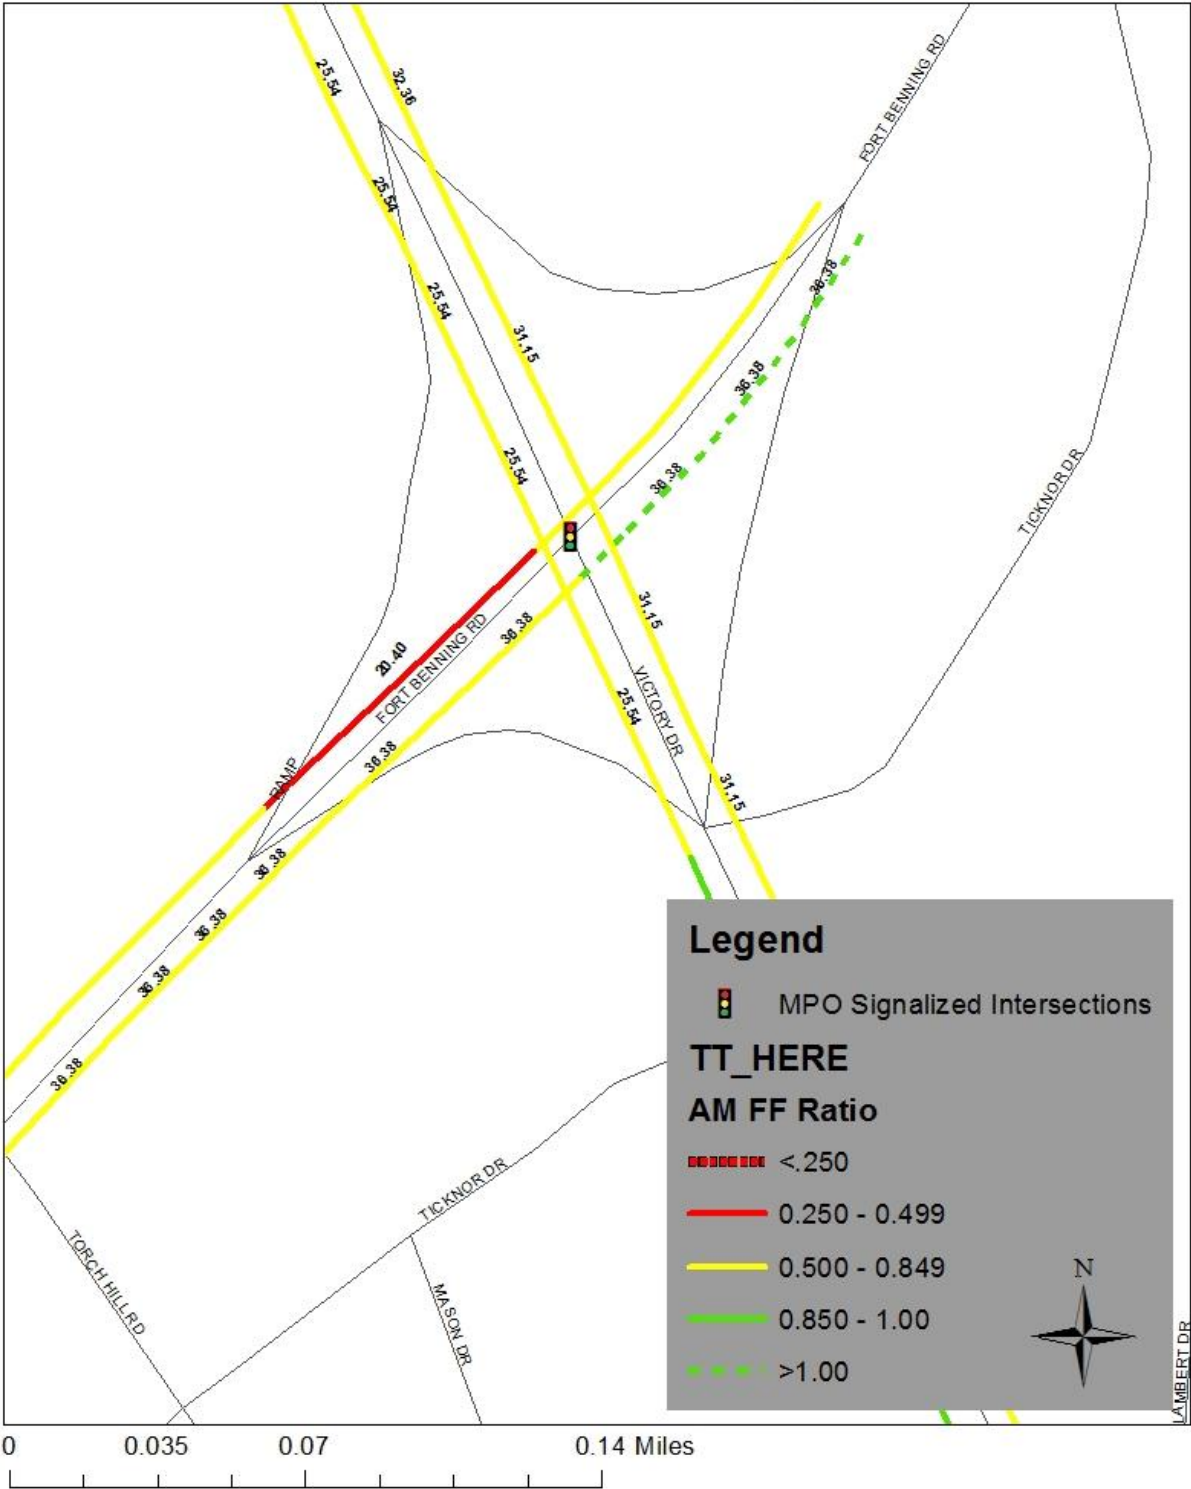 25.54
32.36
FORT BENNING RD
25.54
36.38
25.54
31.15
36.38
25.54
36.38
TICKNOR DR
31.15
36.38
20.40
FORT BENNING RD
VICTORY DR
25.54
36.38
RAMP
31.15
36.38
36.38
36.38
36.38
TICKNOR DR
TORCH HILL RD
MASON DR
LAMBERT DR
Legend
MPO Signalized Intersections
TT_HERE
AM FF Ratio
<.250
0.250 - 0.499
0.500 - 0.849
0.850 - 1.00
>1.00
N
0 0.035 0.07 0.14 Miles